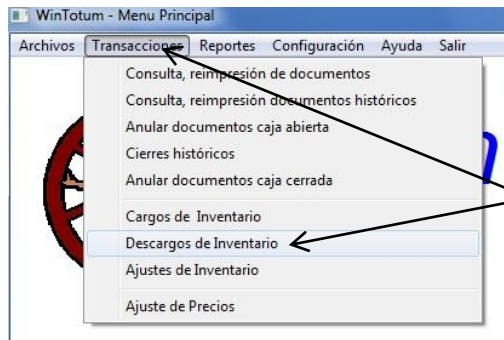 WinTotum - Menu Principal
Archivos Transacciones Reportes Configuración Ayuda Salir
Consulta, reimpresión de documentos
Consulta, reimpresión documentos históricos
Anular documentos caja abierta
Cierres históricos
Anular documentos caja cerrada
Cargos de Inventario
Descargos de Inventario
Ajustes de Inventario
Ajuste de Precios